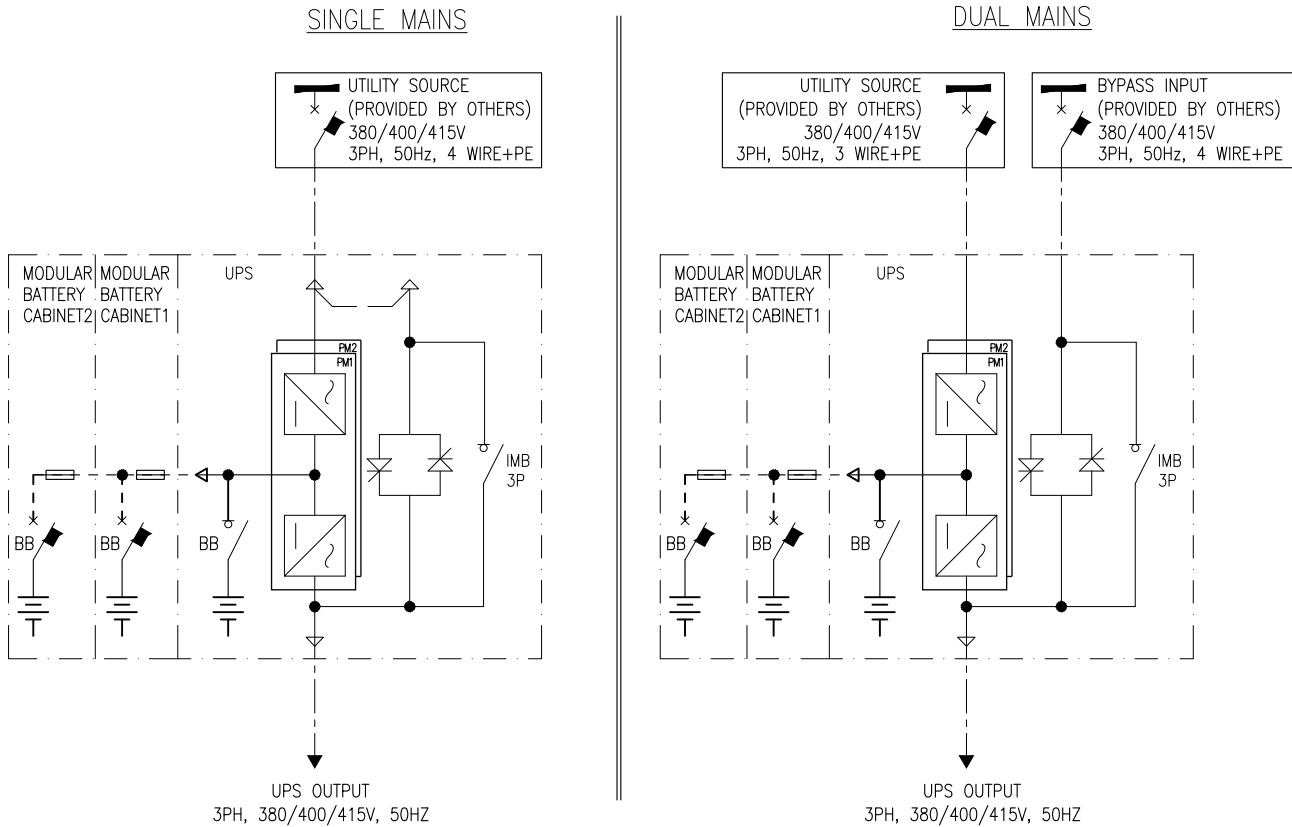 SINGLE MAINS
UTILITY SOURCE
(PROVIDED BY OTHERS)
380/400/415V
3PH, 50Hz, 4 WIRE+PE
MODULAR
BATTERY
CABINET2
MODULAR
BATTERY
CABINET1
UPS
PM2
PM1
IMB
3P
BB
BB
BB
UPS OUTPUT
3PH, 380/400/415V, 50HZ
DUAL MAINS
UTILITY SOURCE
(PROVIDED BY OTHERS)
380/400/415V
3PH, 50Hz, 3 WIRE+PE
BYPASS INPUT
(PROVIDED BY OTHERS)
380/400/415V
3PH, 50Hz, 4 WIRE+PE
MODULAR
BATTERY
CABINET2
MODULAR
BATTERY
CABINET1
UPS
PM2
PM1
IMB
3P
BB
BB
BB
UPS OUTPUT
3PH, 380/400/415V, 50HZ